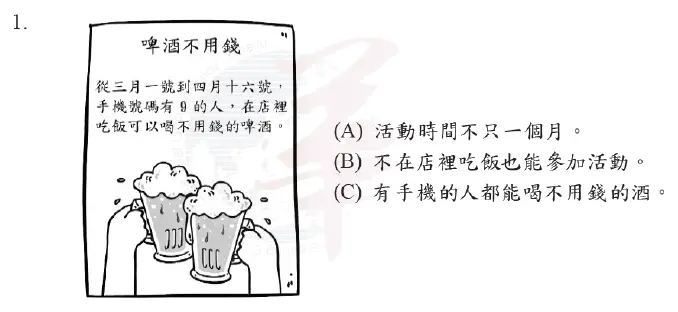 1.
啤酒不用錢
從三月一號到四月十六號，
手機號碼有 9 的人，在店裡
吃飯可以喝不用錢的啤酒。
(A) 活動時間不只一個月。
(B) 不在店裡吃飯也能參加活動。
(C) 有手機的人都能喝不用錢的酒。